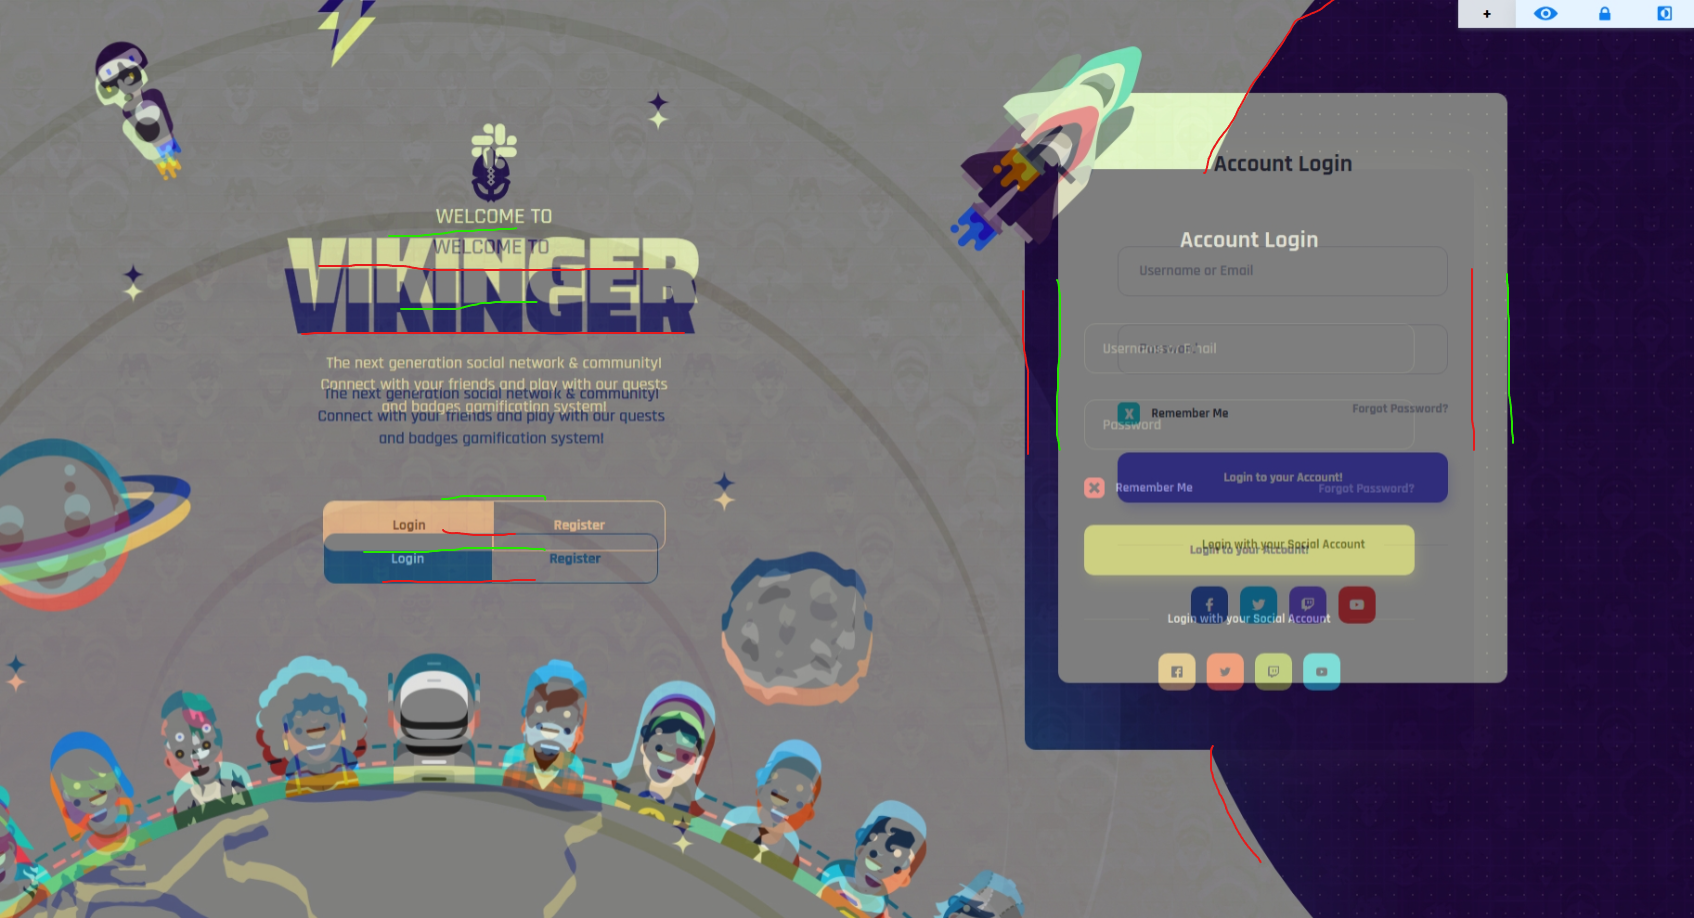 +
WELCOME TO
WELCOME TO
VIKINGER
VIKINGER
The next generation social network & community!
Connect with your friends and play with our quests
and badges gamification system!
The next generation social network & community!
Connect with your friends and play with our quests
and badges gamification system!
Login Register
Login Register
Account Login
Account Login
Username or Email
Username or Email
X Remember Me Forgot Password?
Password
Login to your Account!
Remember Me Forgot Password?
Login with your Social Account
Login to your Account!
Login with your Social Account